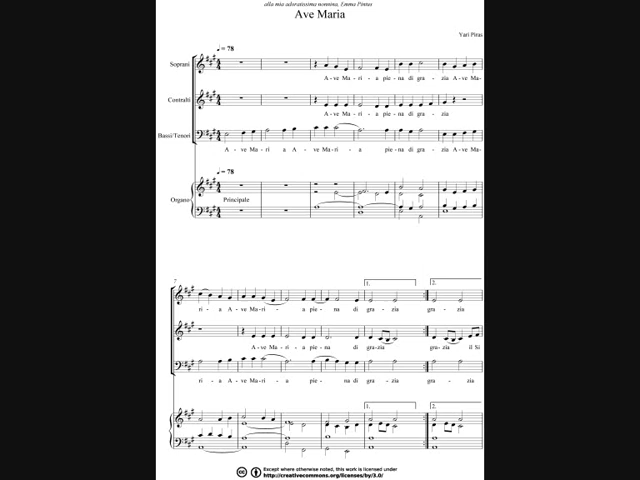 alla mia adoratissima nonnina, Emma Pintus
Ave Maria
Yari Piras
= 78
Soprani
A - ve Ma - ri - a pie - na di gra - zia A - ve Ma-
Contralti
A - ve Ma - ri - a pie - na di gra - zia
Bassi/Tenori
A - ve Ma - ri a A - ve Ma - ri - a pie - na di gra - zia A - ve Ma-
= 78
Organo
Principale
7
1.
2.
ri - a A - ve Ma - ri - a pie - na di gra - zia gra - zia
A - ve Ma - ri - a pie - na di gra-zia gra-zia il Si
ri - a A - ve Ma - ri - a pie - na di gra-zia gra - zia
1.
2.
cc
BY
Except where otherwise noted, this work is licensed under
http://creativecommons.org/licenses/by/3.0/